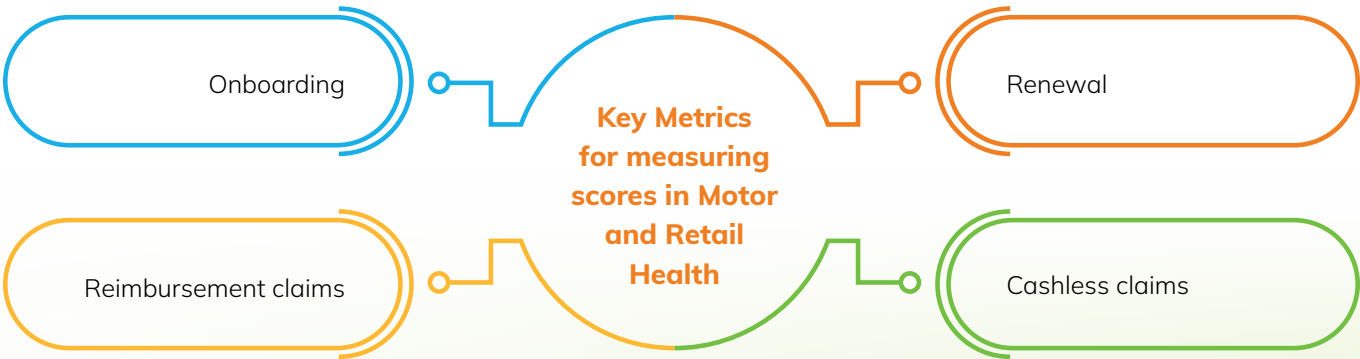 Onboarding
Renewal
Key Metrics
for measuring
scores in Motor
and Retail
Health
Reimbursement claims
Cashless claims